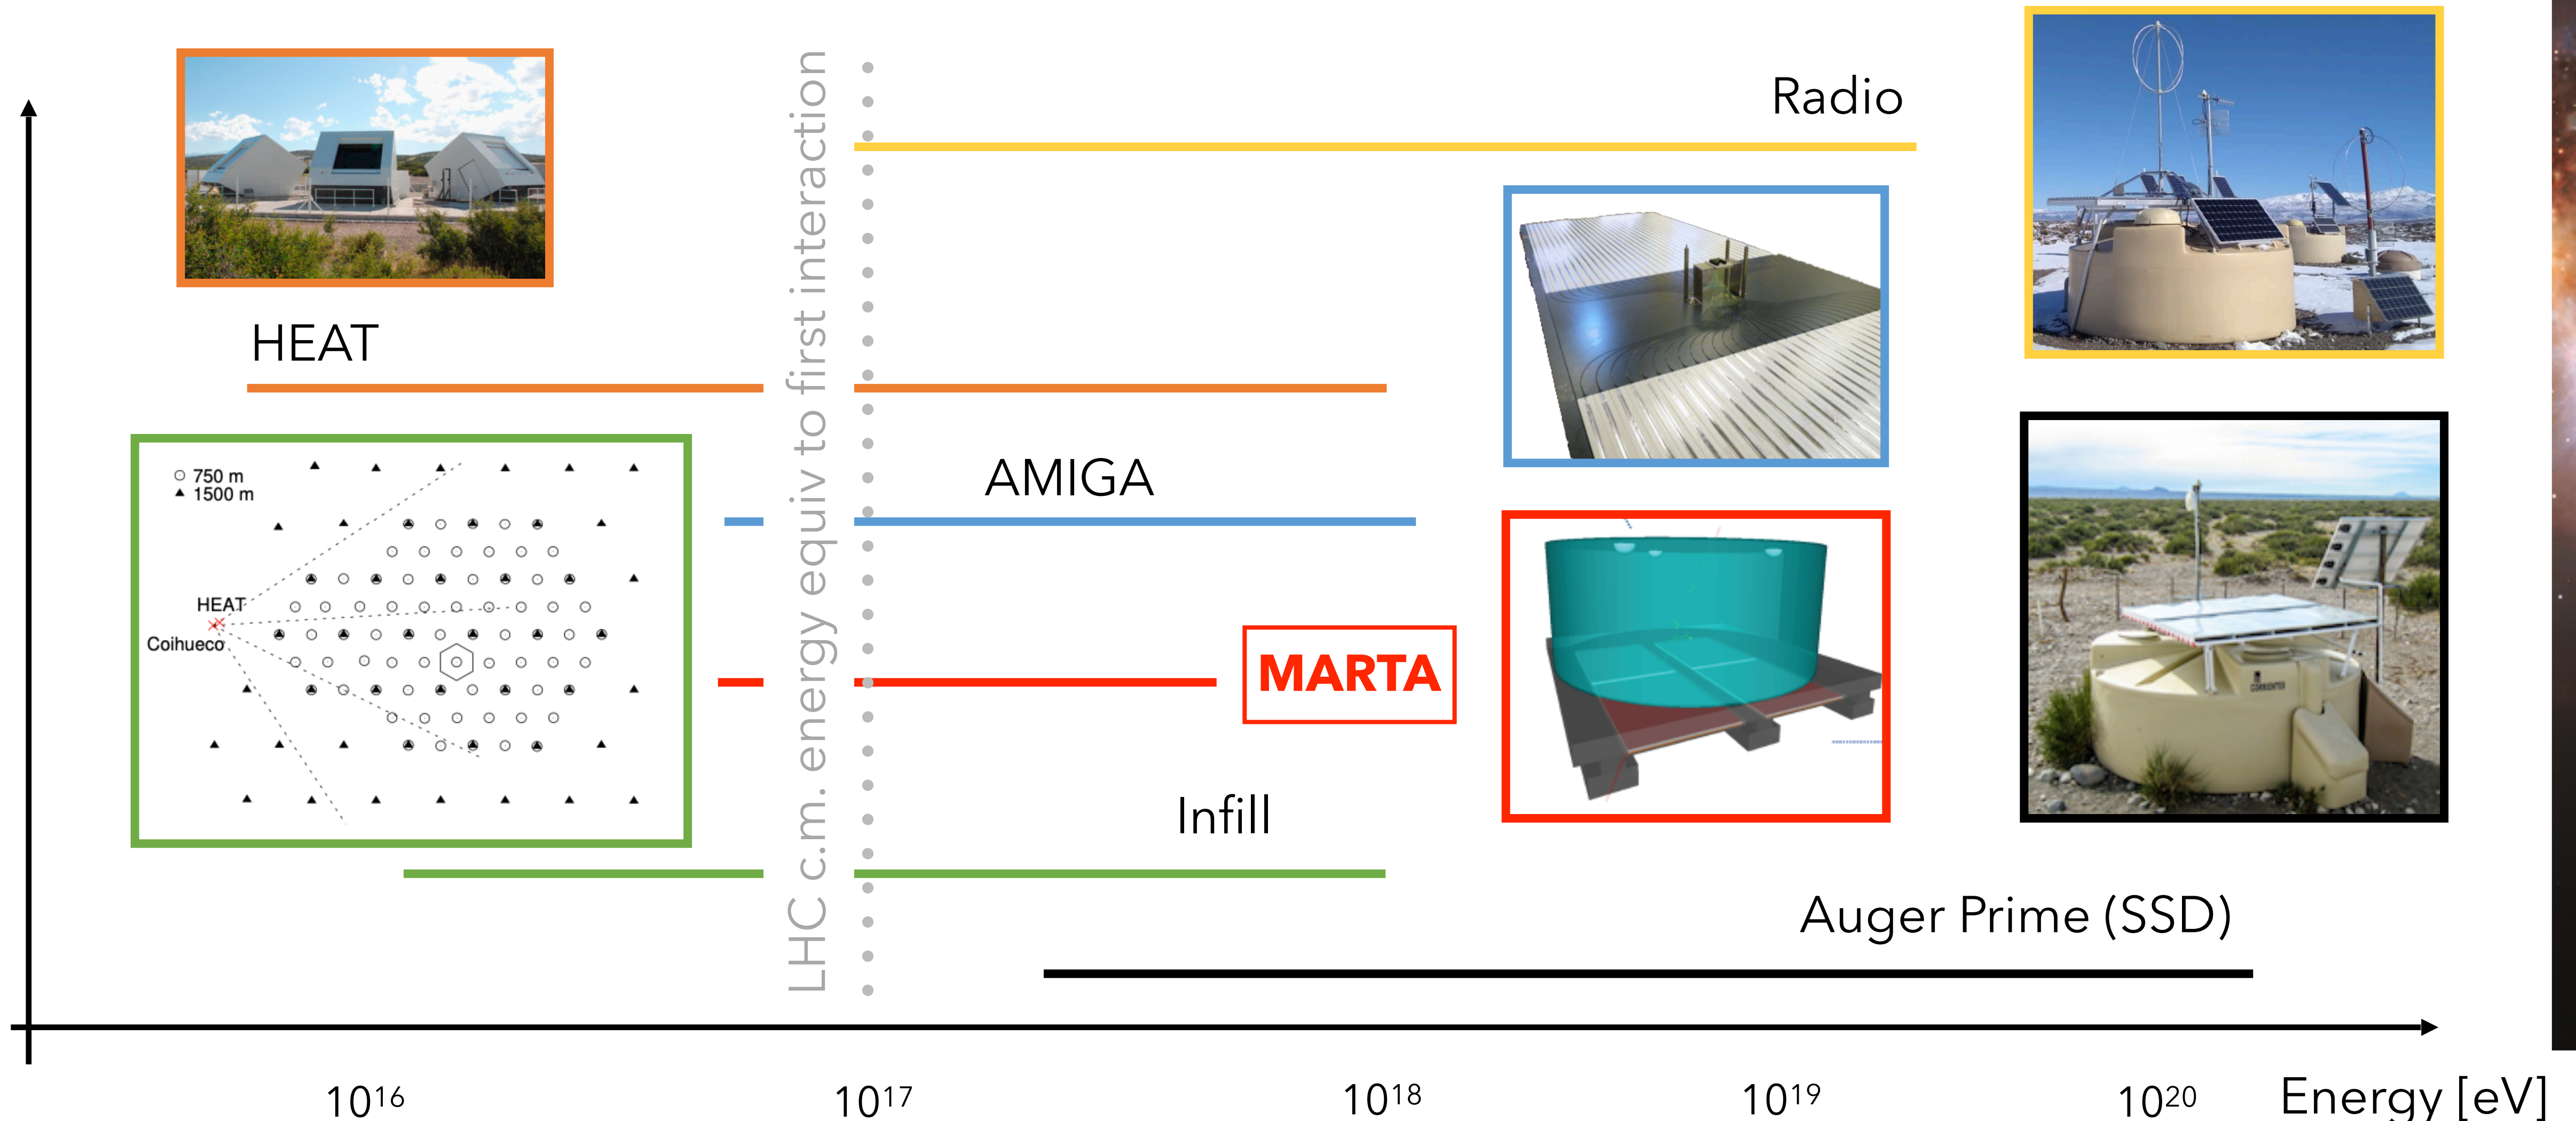 Radio
HEAT
AMIGA
○ 750 m
▲ 1500 m
HEAT
Coihueco
LHC c.m. energy equiv to first interaction
MARTA
CORRIENTES
Infill
Auger Prime (SSD)
10¹⁶
10¹⁷
10¹⁸
10¹⁹
10²⁰
Energy [eV]